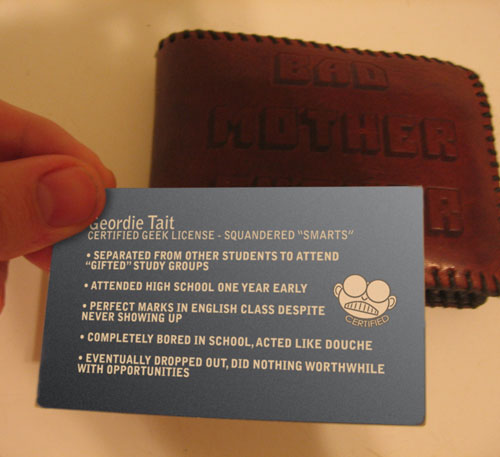 BAD
MOTHER
Geordie Tait
CERTIFIED GEEK LICENSE - SQUANDERED "SMARTS"
• SEPARATED FROM OTHER STUDENTS TO ATTEND
"GIFTED" STUDY GROUPS
• ATTENDED HIGH SCHOOL ONE YEAR EARLY
• PERFECT MARKS IN ENGLISH CLASS DESPITE
NEVER SHOWING UP
• COMPLETELY BORED IN SCHOOL, ACTED LIKE DOUCHE
• EVENTUALLY DROPPED OUT, DID NOTHING WORTHWHILE
WITH OPPORTUNITIES
CERTIFIED